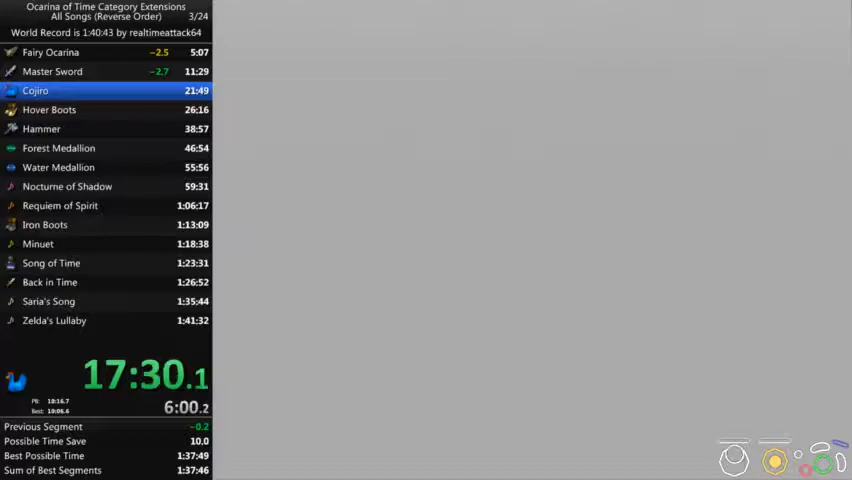 Ocarina of Time Category Extensions
All Songs (Reverse Order) 3/24
World Record is 1:40:43 by realtimeattack64
Fairy Ocarina −2.5 5:07
Master Sword −2.7 11:29
Cojiro 21:49
Hover Boots 26:16
Hammer 38:57
Forest Medallion 46:54
Water Medallion 55:56
Nocturne of Shadow 59:31
Requiem of Spirit 1:06:17
Iron Boots 1:13:09
Minuet 1:18:38
Song of Time 1:23:31
Back in Time 1:26:52
Saria's Song 1:35:44
Zelda's Lullaby 1:41:32
17:30.1
PB: 10:16.7
Best: 10:06.6
6:00.2
Previous Segment −0.2
Possible Time Save 10.0
Best Possible Time 1:37:49
Sum of Best Segments 1:37:46